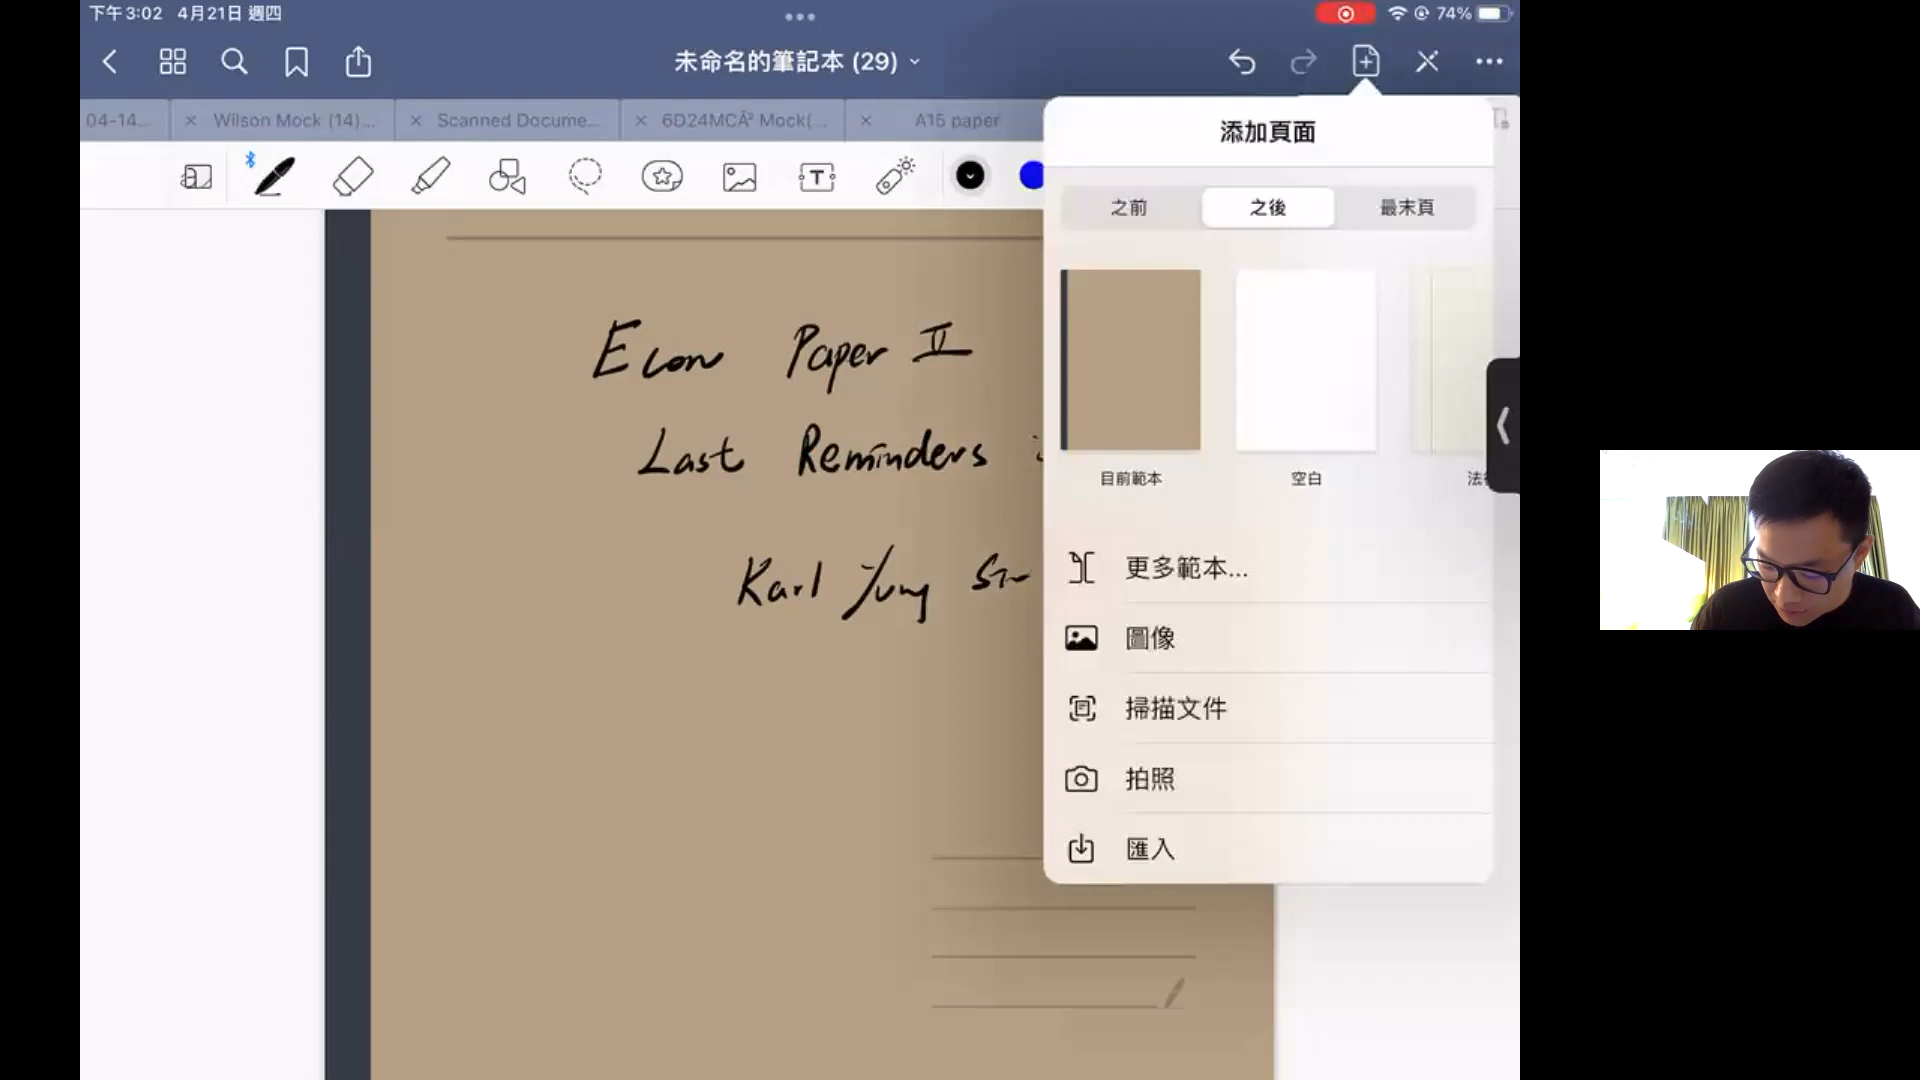 下午3:02 4月21日 週四
74%
未命名的筆記本 (29)
04-14...
Wilson Mock (14)...
Scanned Docume...
6D24MCÂ² Mock(...
A15 paper
添加頁面
之前 之後 最末頁
Econ Paper II
Last Reminders
Karl Yung Sir
目前範本 空白
更多範本...
圖像
掃描文件
拍照
匯入